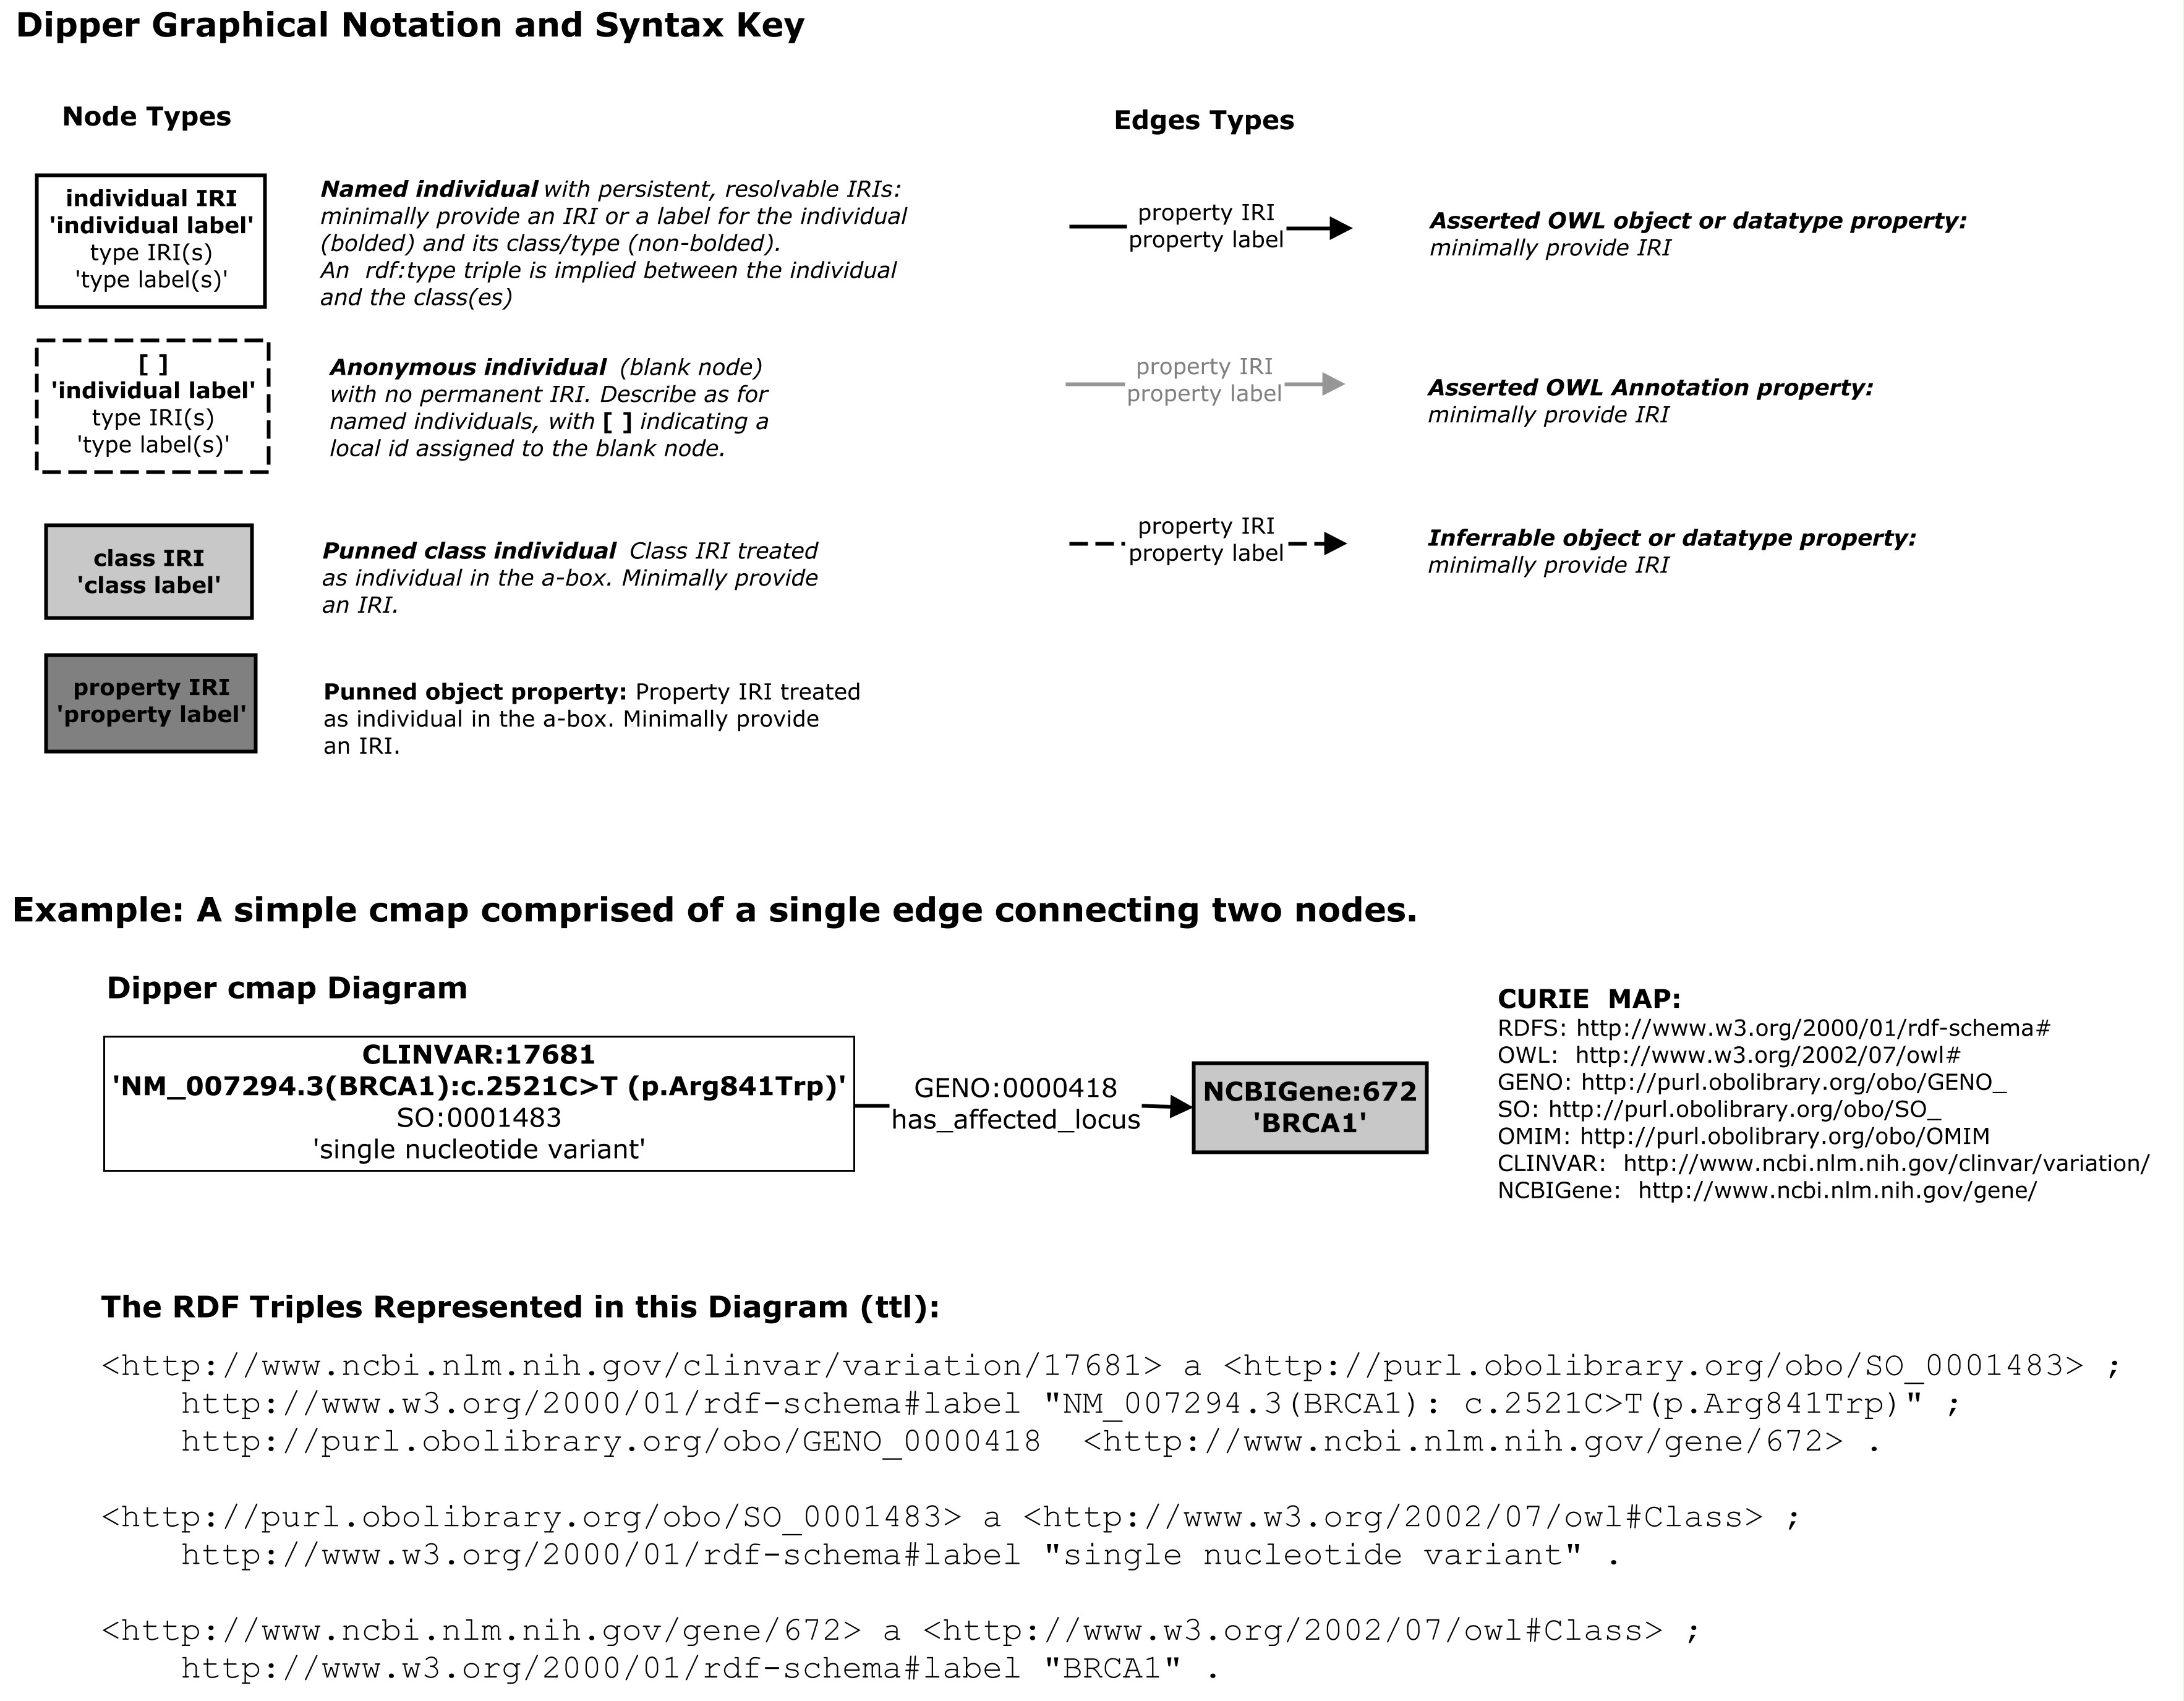 Dipper Graphical Notation and Syntax Key
Node Types
individual IRI
'individual label'
type IRI(s)
'type label(s)'
Named individual with persistent, resolvable IRIs:
minimally provide an IRI or a label for the individual
(bolded) and its class/type (non-bolded).
An  rdf:type triple is implied between the individual
and the class(es)
[ ]
'individual label'
type IRI(s)
'type label(s)'
Anonymous individual  (blank node)
with no permanent IRI. Describe as for
named individuals, with [ ] indicating a
local id assigned to the blank node.
class IRI
'class label'
Punned class individual  Class IRI treated
as individual in the a-box. Minimally provide
an IRI.
property IRI
'property label'
Punned object property: Property IRI treated
as individual in the a-box. Minimally provide
an IRI.
Edges Types
property IRI
property label
Asserted OWL object or datatype property:
minimally provide IRI
property IRI
property label
Asserted OWL Annotation property:
minimally provide IRI
property IRI
property label
Inferrable object or datatype property:
minimally provide IRI
Example: A simple cmap comprised of a single edge connecting two nodes.
Dipper cmap Diagram
CLINVAR:17681
'NM_007294.3(BRCA1):c.2521C>T (p.Arg841Trp)'
SO:0001483
'single nucleotide variant'
GENO:0000418
has_affected_locus
NCBIGene:672
'BRCA1'
CURIE  MAP:
RDFS: http://www.w3.org/2000/01/rdf-schema#
OWL:  http://www.w3.org/2002/07/owl#
GENO: http://purl.obolibrary.org/obo/GENO_
SO: http://purl.obolibrary.org/obo/SO_
OMIM: http://purl.obolibrary.org/obo/OMIM
CLINVAR:  http://www.ncbi.nlm.nih.gov/clinvar/variation/
NCBIGene:  http://www.ncbi.nlm.nih.gov/gene/
The RDF Triples Represented in this Diagram (ttl):
<http://www.ncbi.nlm.nih.gov/clinvar/variation/17681> a <http://purl.obolibrary.org/obo/SO_0001483> ;
    http://www.w3.org/2000/01/rdf-schema#label "NM_007294.3(BRCA1): c.2521C>T(p.Arg841Trp)" ;
    http://purl.obolibrary.org/obo/GENO_0000418  <http://www.ncbi.nlm.nih.gov/gene/672> .
<http://purl.obolibrary.org/obo/SO_0001483> a <http://www.w3.org/2002/07/owl#Class> ;
    http://www.w3.org/2000/01/rdf-schema#label "single nucleotide variant" .
<http://www.ncbi.nlm.nih.gov/gene/672> a <http://www.w3.org/2002/07/owl#Class> ;
    http://www.w3.org/2000/01/rdf-schema#label "BRCA1" .